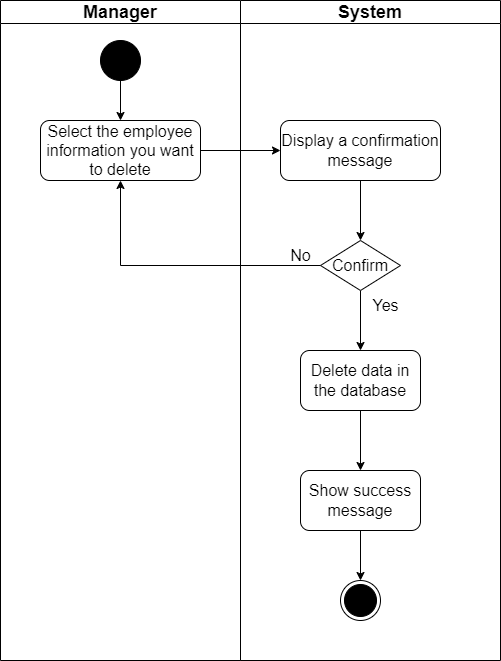 Manager
System
Select the employee
information you want
to delete
Display a confirmation
message
No
Confirm
Yes
Delete data in
the database
Show success
message